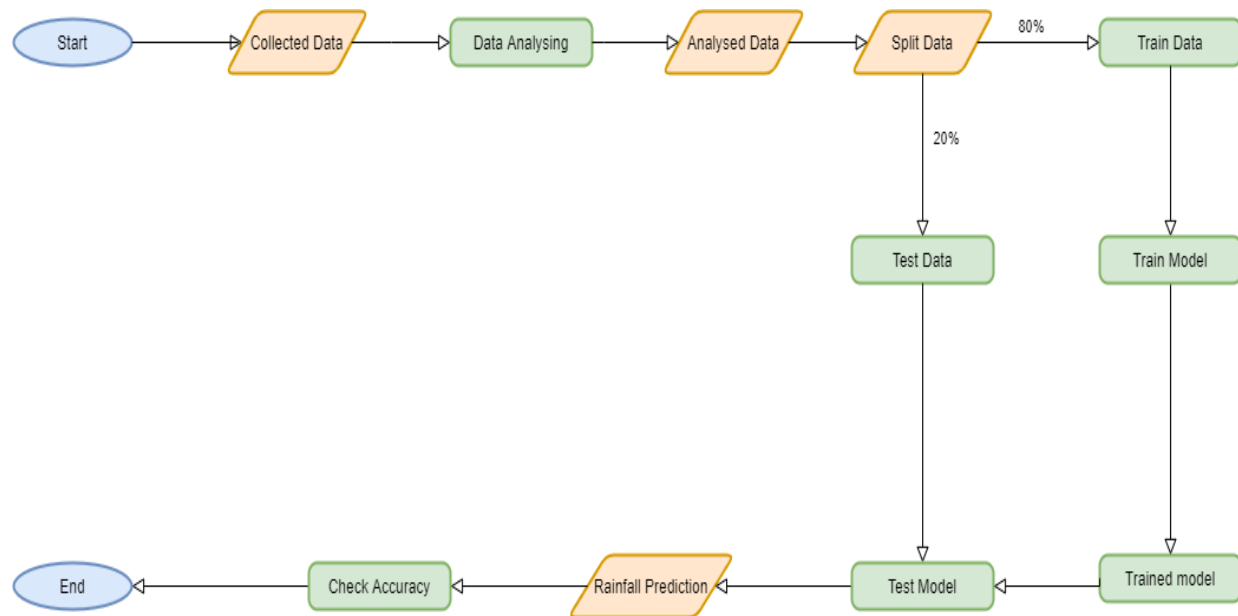 Start
Collected Data
Data Analysing
Analysed Data
Split Data
80%
Train Data
20%
Test Data
Train Model
End
Check Accuracy
Rainfall Prediction
Test Model
Trained model